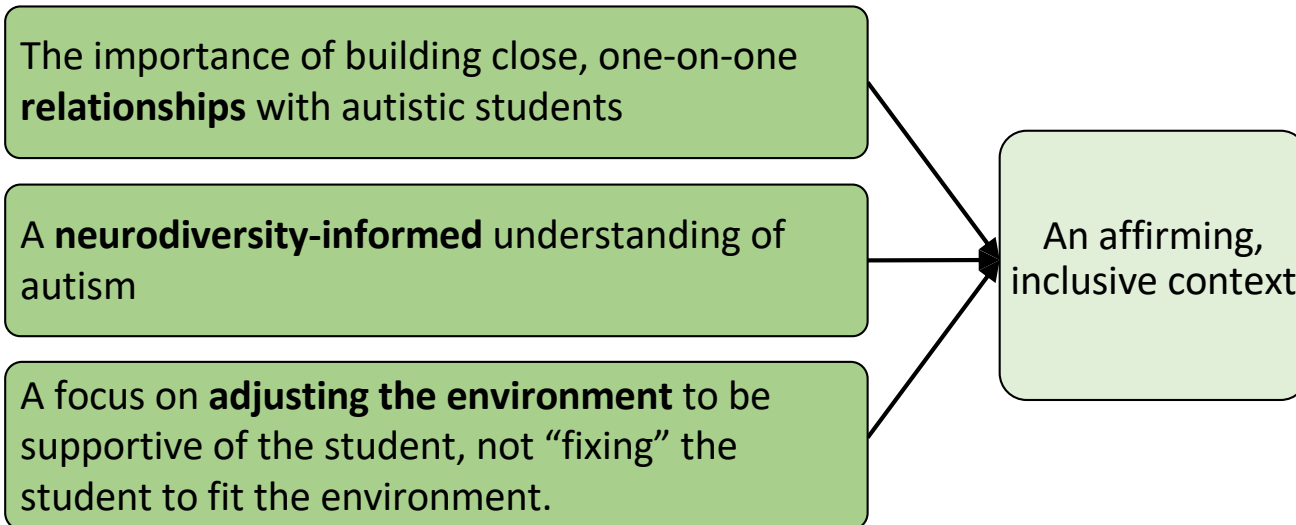 The importance of building close, one-on-one
relationships with autistic students
A neurodiversity-informed understanding of
autism
A focus on adjusting the environment to be
supportive of the student, not “fixing” the
student to fit the environment.
An affirming,
inclusive context